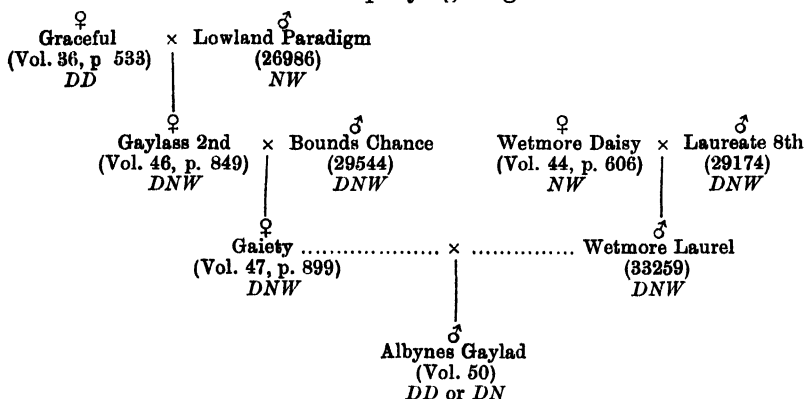 ♀ ♂
Graceful × Lowland Paradigm
(Vol. 36, p 533) (26986)
DD NW
♀ ♂ ♀ ♂
Gaylass 2nd × Bounds Chance Wetmore Daisy × Laureate 8th
(Vol. 46, p. 849) (29544) (Vol. 44, p. 606) (29174)
DNW DNW NW DNW
♀ ♂
Gaiety .................... × ............... Wetmore Laurel
(Vol. 47, p. 899) (33259)
DNW DNW
♂
Albynes Gaylad
(Vol. 50)
DD or DN